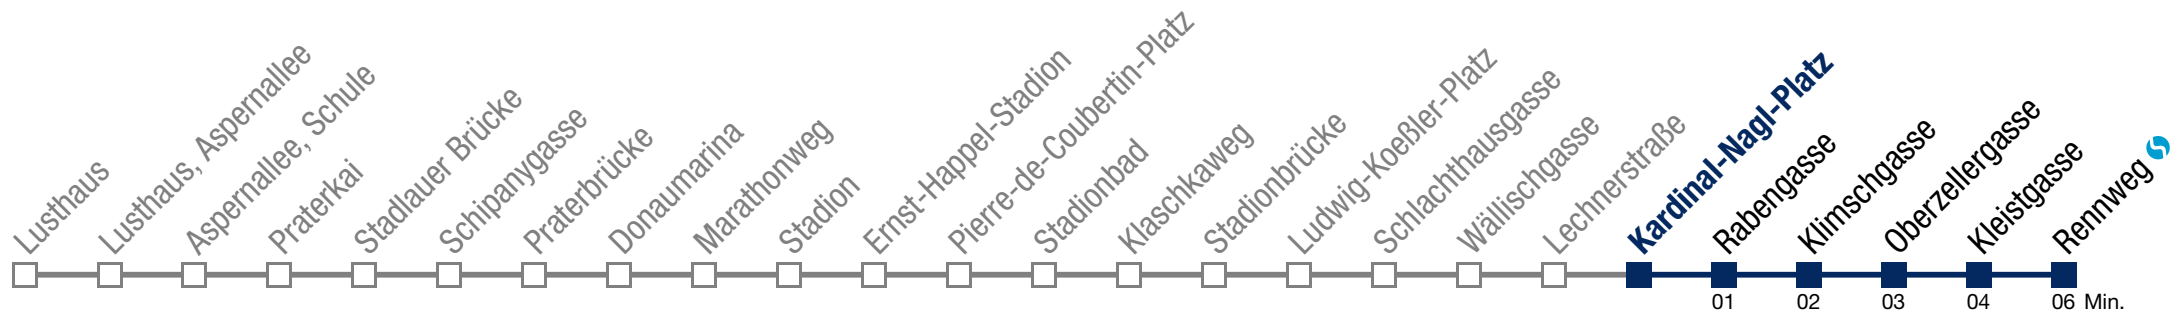 Lusthaus
Lusthaus, Aspernallee
Aspernallee, Schule
Praterkai
Stadlauer Brücke
Schipanygasse
Praterbrücke
Donaumarina
Marathonweg
Stadion
Ernst-Happel-Stadion
Pierre-de-Coubertin-Platz
Stadionbad
Klaschkaweg
Stadionbrücke
Ludwig-Koeßler-Platz
Schlachthausgasse
Wällischgasse
Lechnerstraße
Kardinal-Nagl-Platz
Rabengasse
Klimschgasse
Oberzellergasse
Kleistgasse
Rennweg
01 02 03 04 06 Min.